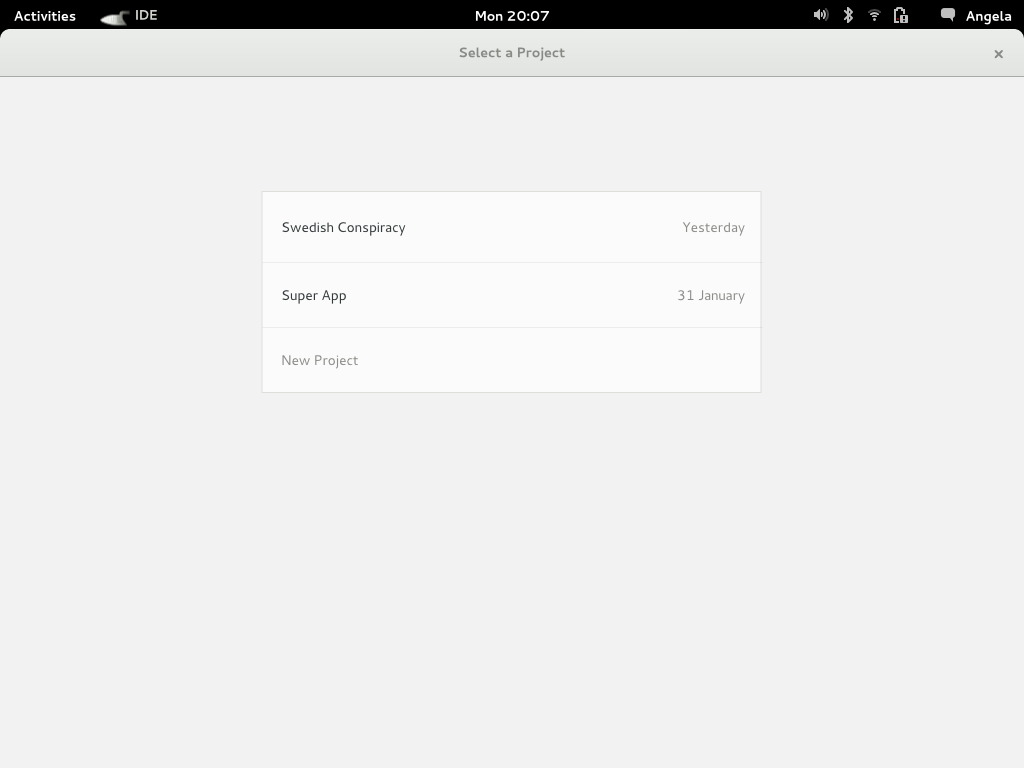 Activities IDE Mon 20:07 Angela
Select a Project
Swedish Conspiracy Yesterday
Super App 31 January
New Project